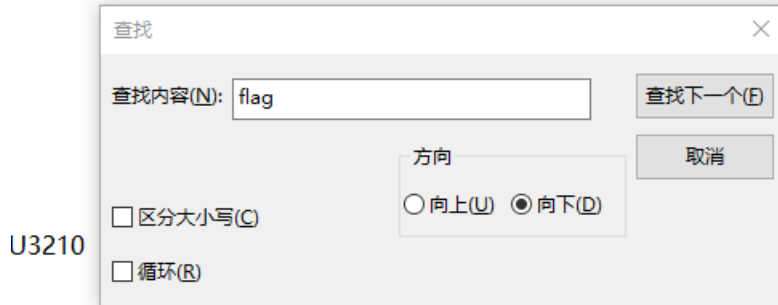 查找
查找内容(N): flag 查找下一个(F)
方向 取消
向上(U) 向下(D)
区分大小写(C)
U3210
循环(R)